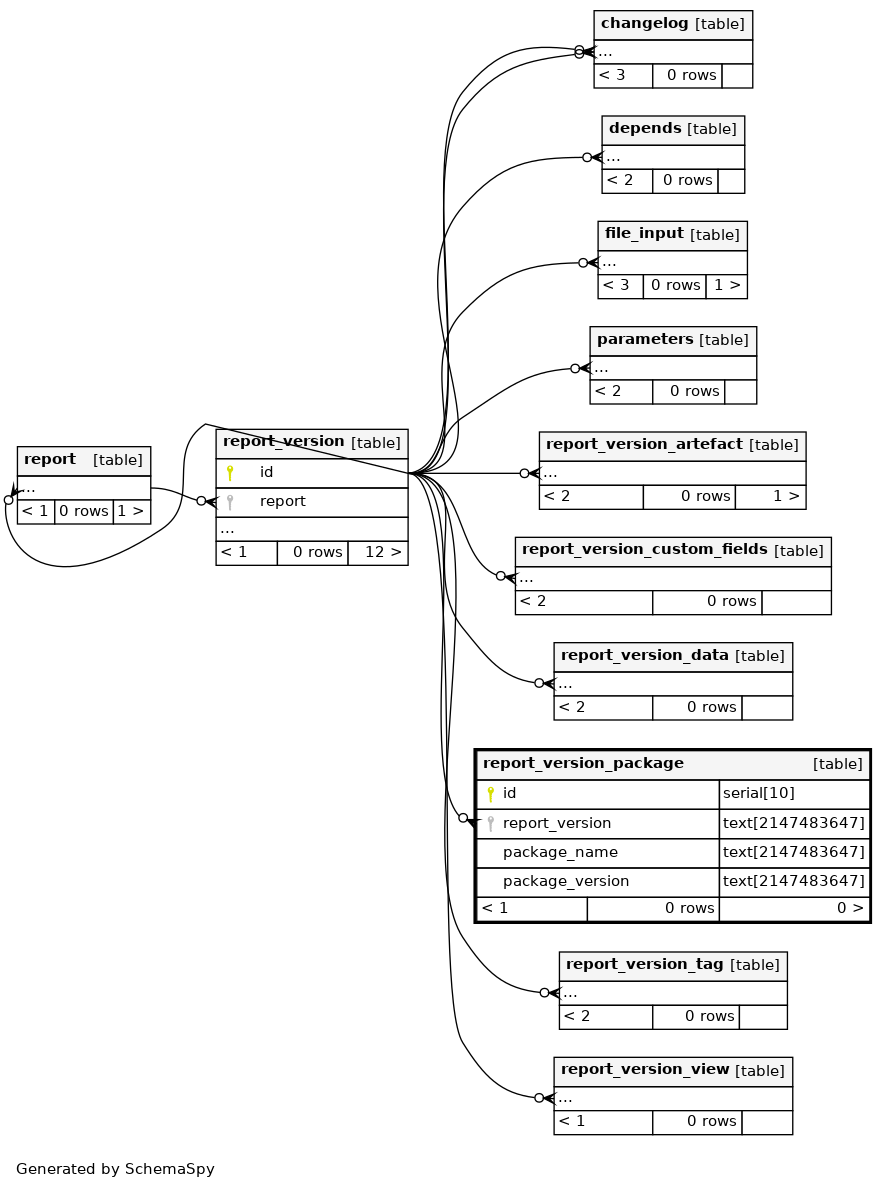 changelog [table]
...
< 3 0 rows
depends [table]
...
< 2 0 rows
file_input [table]
...
< 3 0 rows 1 >
parameters [table]
...
< 2 0 rows
report [table]
...
< 1 0 rows 1 >
report_version [table]
id
report
...
< 1 0 rows 12 >
report_version_artefact [table]
...
< 2 0 rows 1 >
report_version_custom_fields [table]
...
< 2 0 rows
report_version_data [table]
...
< 2 0 rows
report_version_package [table]
id serial[10]
report_version text[2147483647]
package_name text[2147483647]
package_version text[2147483647]
< 1 0 rows 0 >
report_version_tag [table]
...
< 2 0 rows
report_version_view [table]
...
< 1 0 rows
Generated by SchemaSpy